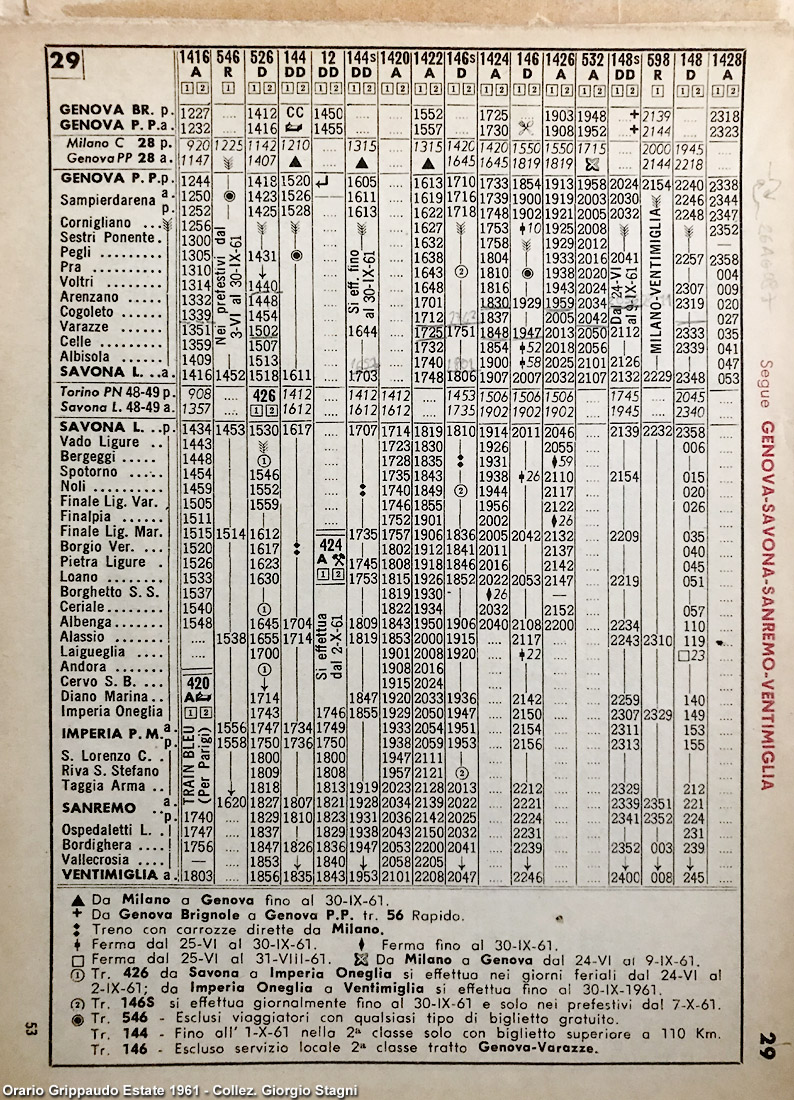 29 1416 546 526 144 12 144s 1420 1422 146s 1424 146 1426 532 148s 598 148 1428
A R D DD DD DD A A D A D A A DD R D A
GENOVA BR. p. 1227 1412 CC 1450 1552 1725 1903 1948 + 2139 2318
GENOVA P. P. a. 1232 1416 1455 1557 1730 1908 1952 + 2144 2323
Milano C 28 p. 920 1225 1142 1210 1315 1315 1420 1420 1550 1550 1715 2000 1945
Genova PP 28 a. 1147 1407 ▲ ▲ ▲ 1645 1645 1819 1819 2144 2218
GENOVA P. P. p. 1244 1418 1520 1605 1613 1710 1733 1854 1913 1958 2024 2154 2240 2338
Sampierdarena a. 1250 1423 1526 1611 1619 1716 1739 1900 1919 2003 2030 2246 2344
p. 1252 1425 1528 1613 1622 1718 1748 1902 1921 2005 2032 2248 2347
Cornigliano ... 1256 1627 1753 10 1925 2008 2352
Sestri Ponente. 1300 1632 1758 1929 2012 —
Pegli ......... 1305 1431 1638 1804 1933 2016 2041 2257 2358
Pra ........... 1310 1643 (2) 1810 1938 2020 004
Voltri ........ 1314 1440 1648 1816 1943 2024 2307 009
Arenzano ...... 1332 1448 1701 1830 1929 1959 2034 2319 020
Cogoleto ...... 1339 1454 1712 1837 2005 2042 027
Varazze ....... 1351 1502 1644 1725 1751 1848 1947 2013 2050 2112 2333 035
Celle ......... 1359 1507 1732 1854 52 2018 2056 2339 041
Albisola ...... 1409 1513 1740 1900 58 2025 2101 2126 047
SAVONA L. ..a. 1416 1452 1518 1611 1703 1748 1806 1907 2007 2032 2107 2132 2229 2348 053
Nei prefestivi dal 3-VI al 30-IX-61
Si eff. fino al 30-IX-61
Dal 24-VI al 9-IX-61
MILANO-VENTIMIGLIA
Torino PN 48-49 p. 908 426 1412 1412 1412 1453 1506 1506 1506 1745 2045
Savona L. 48-49 a. 1357 1612 1612 1612 1735 1902 1902 1902 1945 2340
SAVONA L. ..p. 1434 1453 1530 1617 1707 1714 1819 1810 1914 2011 2046 2139 2232 2358
Vado Ligure .. 1443 1723 1830 1926 2055 006
Bergeggi ..... 1448 (1) 1728 1835 1931 59
Spotorno ..... 1454 1546 1735 1843 1938 26 2110 2154 015
Noli .......... 1459 1552 1740 1849 (2) 1944 2117 020
Finale Lig. Var. 1505 1559 1746 1855 1956 2122 026
Finalpia ...... 1511 1752 1901 2002 26
Finale Lig. Mar. 1515 1514 1612 1735 1757 1906 1836 2005 2042 2132 2209 035
Borgio Ver. ... 1520 1617 424 1802 1912 1841 2011 2137 040
Pietra Ligure . 1526 1623 A 1745 1808 1918 1846 2016 2142 045
Loano ........ 1533 1630 1753 1815 1926 1852 2022 2053 2147 2219 051
Borghetto S. S. 1537 1819 1930 26 —
Ceriale........ 1540 (1) 1822 1934 2032 2152 057
Albenga ....... 1548 1645 1704 1809 1843 1950 1906 2040 2108 2200 2234 110
Alassio ....... 1538 1655 1714 1819 1853 2000 1915 2117 2243 2310 119
Laigueglia .... 1700 1901 2008 1920 22 □23
Andora ........ (1) 1908 2016
Cervo S. B. ... 420 1915 2024
Diano Marina .. A 1714 1847 1920 2033 1936 2142 2259 140
Imperia Oneglia 1743 1746 1855 1929 2050 1947 2150 2307 2329 149
IMPERIA P. M. a. 1556 1747 1734 1749 1933 2054 1951 2154 2311 153
p. 1558 1750 1736 1750 1938 2059 1953 2156 2313 155
S. Lorenzo C. . 1800 1800 1947 2111
Riva S. Stefano 1809 1808 1957 2121 (2)
Taggia Arma .. 1818 1813 1919 2023 2128 2013 2212 2329 212
SANREMO a. 1620 1827 1807 1821 1928 2034 2139 2022 2221 2339 2351 221
p. 1740 1829 1810 1823 1931 2036 2142 2025 2224 2341 2352 224
Ospedaletti L. . 1747 1837 1829 1938 2043 2150 2032 2231 231
Bordighera .... 1756 1847 1826 1836 1947 2053 2200 2041 2239 2352 003 239
Vallecrosia .... — 1853 1840 2058 2205
VENTIMIGLIA a. 1803 1856 1835 1843 1953 2101 2208 2047 2246 2400 008 245
TRAIN BLEU (Per Parigi)
Si effettua dal 2-X-61
▲ Da Milano a Genova fino al 30-IX-61.
+ Da Genova Brignole a Genova P.P. tr. 56 Rapido.
Treno con carrozze dirette da Milano.
Ferma dal 25-VI al 30-IX-61. Ferma fino al 30-IX-61.
□ Ferma dal 25-VI al 31-VIII-61. Da Milano a Genova dal 24-VI al 9-IX-61.
(1) Tr. 426 da Savona a Imperia Oneglia si effettua nei giorni feriali dal 24-VI al
2-IX-61; da Imperia Oneglia a Ventimiglia si effettua fino al 30-IX-1961.
(2) Tr. 146S si effettua giornalmente fino al 30-IX-61 e solo nei prefestivi dal 7-X-61.
◉ Tr. 546 - Esclusi viaggiatori con qualsiasi tipo di biglietto gratuito.
Tr. 144 - Fino all' 1-X-61 nella 2ª classe solo con biglietto superiore a 110 Km.
Tr. 146 - Escluso servizio locale 2ª classe tratto Genova-Varazze.
Segue GENOVA-SAVONA-SANREMO-VENTIMIGLIA
29
53
Orario Grippaudo Estate 1961 - Collez. Giorgio Stagni